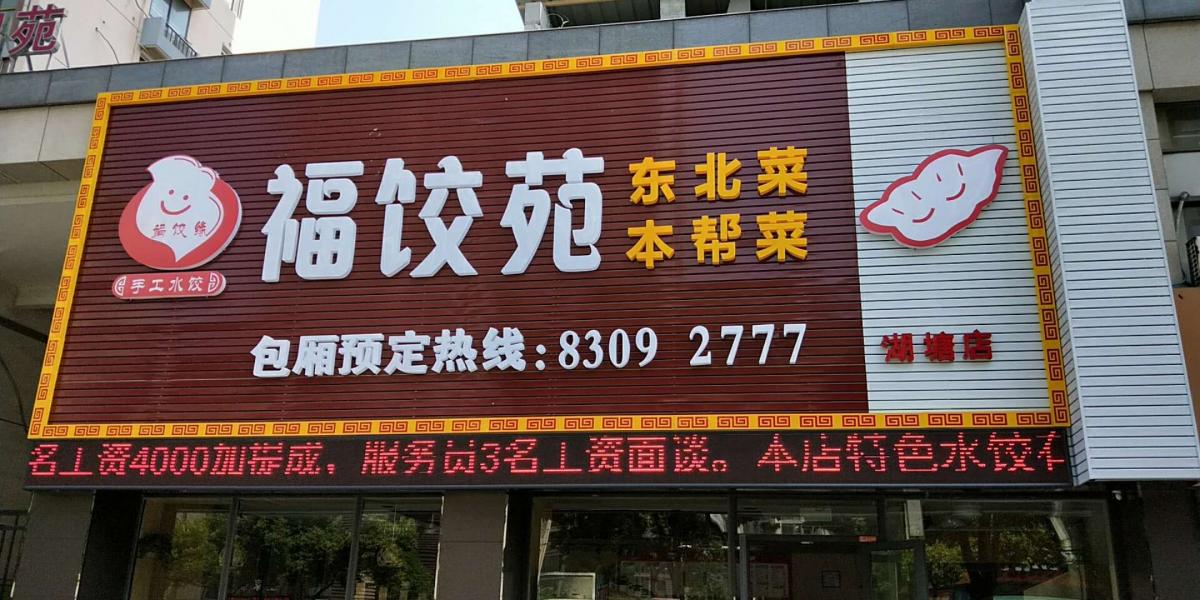 苑
福饺苑
东北菜
本帮菜
福饺缘
手工水饺
包厢预定热线:8309 2777
湖塘店
名工资4000加提成，服务员3名工资面谈。本店特色水饺有